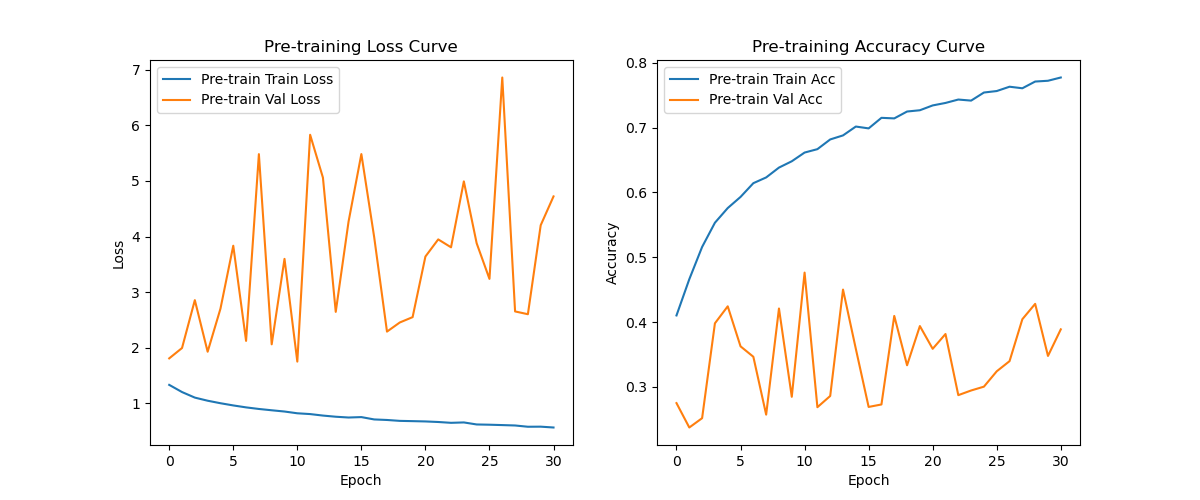 Pre-training Loss Curve
Pre-train Train Loss
Pre-train Val Loss
7
6
5
4
3
2
1
Loss
0 5 10 15 20 25 30
Epoch
Pre-training Accuracy Curve
Pre-train Train Acc
Pre-train Val Acc
0.8
0.7
0.6
0.5
0.4
0.3
Accuracy
0 5 10 15 20 25 30
Epoch